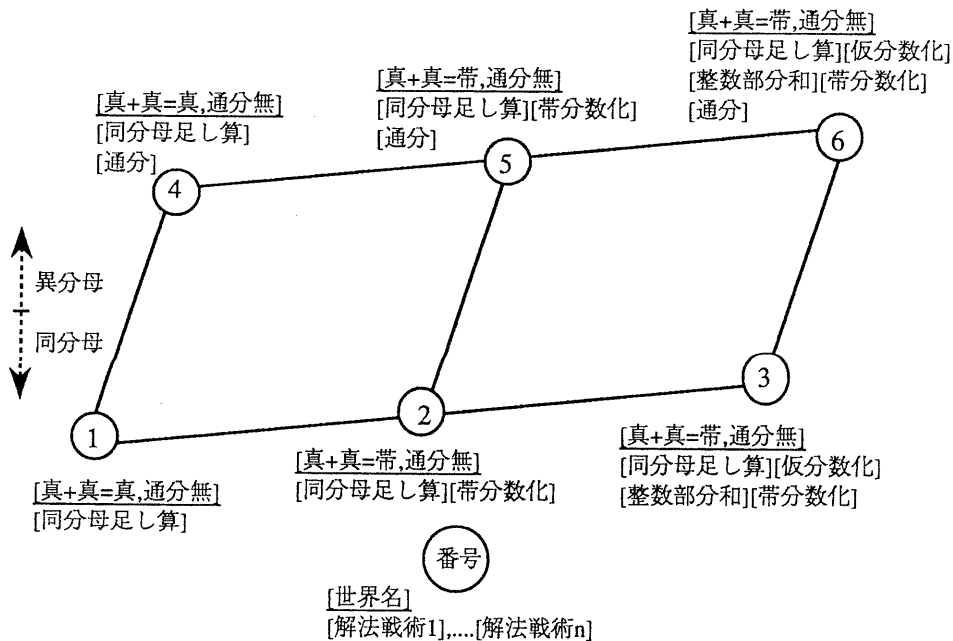 [真+真=帯,通分無]
[同分母足し算][仮分数化]
[整数部分和][帯分数化]
[通分]
6
[真+真=帯,通分無]
[同分母足し算][帯分数化]
[通分]
5
[真+真=真,通分無]
[同分母足し算]
[通分]
4
異分母
同分母
1
[真+真=真,通分無]
[同分母足し算]
2
[真+真=帯,通分無]
[同分母足し算][帯分数化]
3
[真+真=帯,通分無]
[同分母足し算][仮分数化]
[整数部分和][帯分数化]
番号
[世界名]
[解法戦術1],....[解法戦術n]